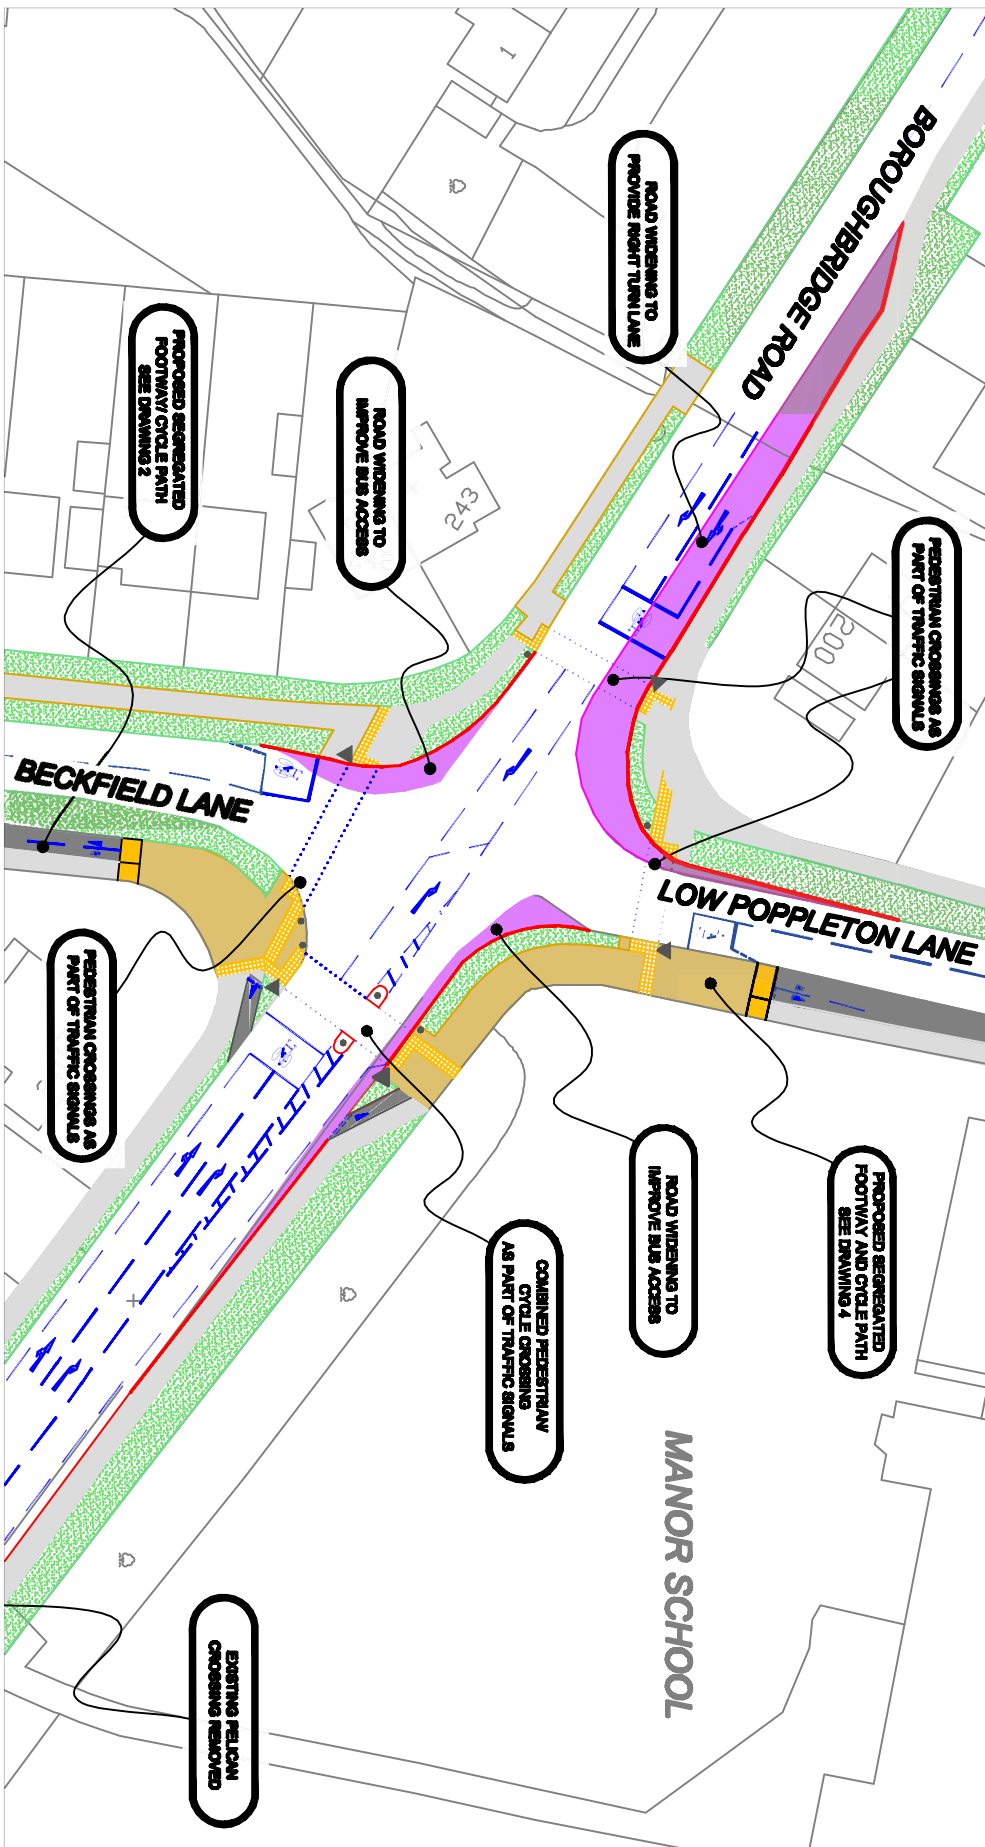 BOROUGHBRIDGE ROAD
1
ROAD WIDENING TO
PROVIDE RIGHT TURN LANE
PROPOSED SEGREGATED
FOOTWAY/ CYCLE PATH
SEE DRAWING 2
ROAD WIDENING TO
IMPROVE BUS ACCESS
243
PEDESTRIAN CROSSINGS AS
PART OF TRAFFIC SIGNALS
200
BECKFIELD LANE
LOW POPPLETON LANE
PEDESTRIAN CROSSINGS AS
PART OF TRAFFIC SIGNALS
ROAD WIDENING TO
IMPROVE BUS ACCESS
PROPOSED SEGREGATED
FOOTWAY AND CYCLE PATH
SEE DRAWING 4
COMBINED PEDESTRIAN/
CYCLE CROSSING
AS PART OF TRAFFIC SIGNALS
MANOR SCHOOL
EXISTING PELICAN
CROSSING REMOVED